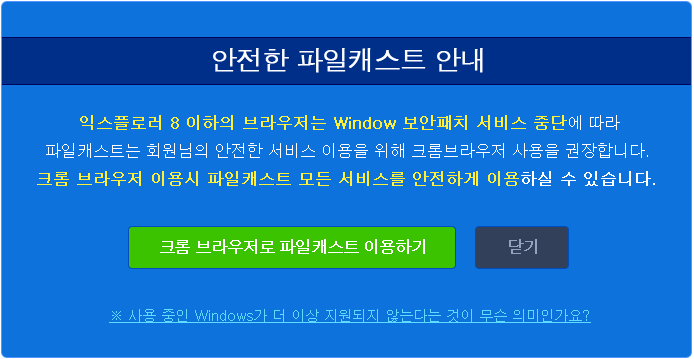 안전한 파일캐스트 안내
익스플로러 8 이하의 브라우저는 Window 보안패치 서비스 중단에 따라
파일캐스트는 회원님의 안전한 서비스 이용을 위해 크롬브라우저 사용을 권장합니다.
크롬 브라우저 이용시 파일캐스트 모든 서비스를 안전하게 이용하실 수 있습니다.
크롬 브라우저로 파일캐스트 이용하기
닫기
※ 사용 중인 Windows가 더 이상 지원되지 않는다는 것이 무슨 의미인가요?